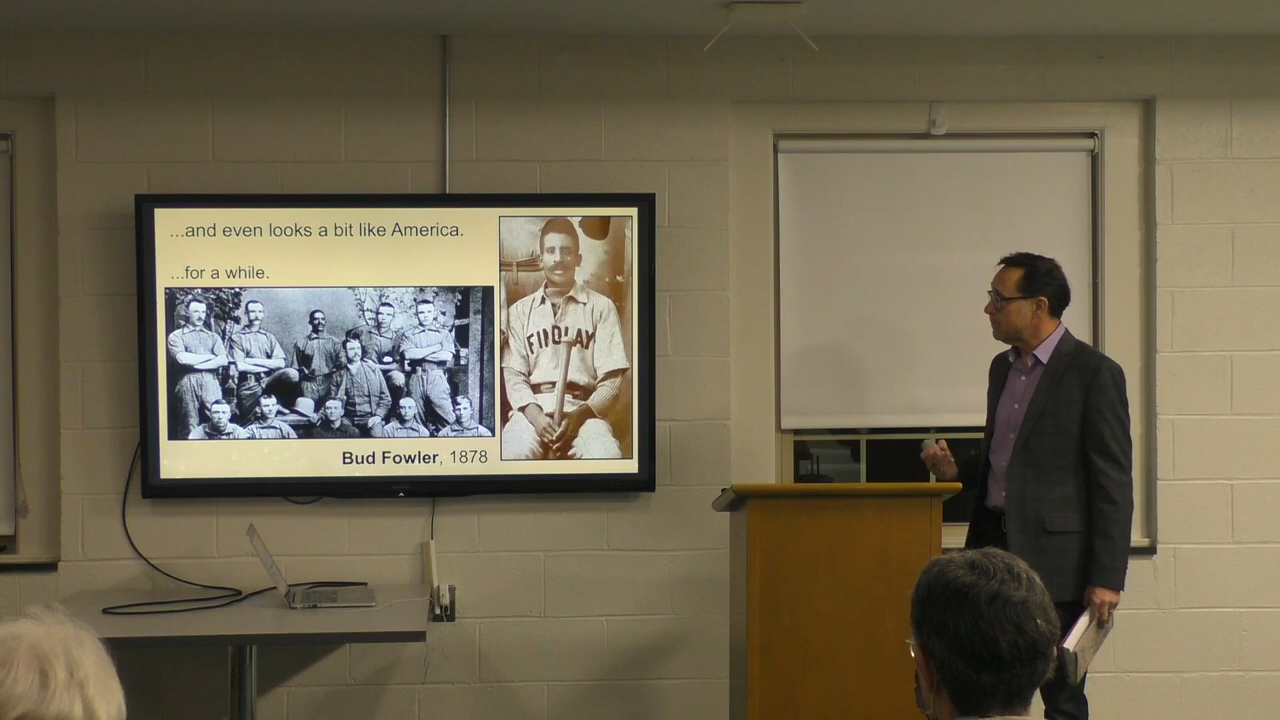 ...and even looks a bit like America.
...for a while.
FINDLAY
Bud Fowler, 1878